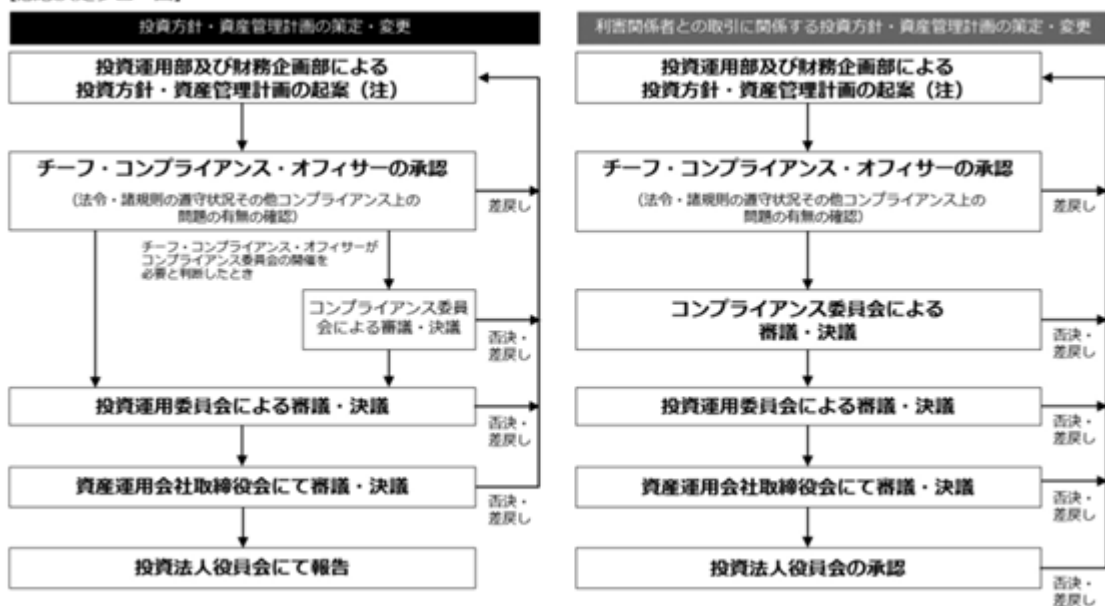 投資方針・資産管理計画の策定・変更
投資運用部及び財務企画部による
投資方針・資産管理計画の起案（注）
チーフ・コンプライアンス・オフィサーの承認
（法令・諸規則の遵守状況その他コンプライアンス上の
問題の有無の確認）
差戻し
チーフ・コンプライアンス・オフィサーが
コンプライアンス委員会の開催を
必要と判断したとき
コンプライアンス委員
会による審議・決議
否決・
差戻し
投資運用委員会による審議・決議
否決・
差戻し
資産運用会社取締役会にて審議・決議
否決・
差戻し
投資法人役員会にて報告
利害関係者との取引に関係する投資方針・資産管理計画の策定・変更
投資運用部及び財務企画部による
投資方針・資産管理計画の起案（注）
チーフ・コンプライアンス・オフィサーの承認
（法令・諸規則の遵守状況その他コンプライアンス上の
問題の有無の確認）
差戻し
コンプライアンス委員会による
審議・決議
否決・
差戻し
投資運用委員会による審議・決議
否決・
差戻し
資産運用会社取締役会にて審議・決議
否決・
差戻し
投資法人役員会の承認
否決・
差戻し